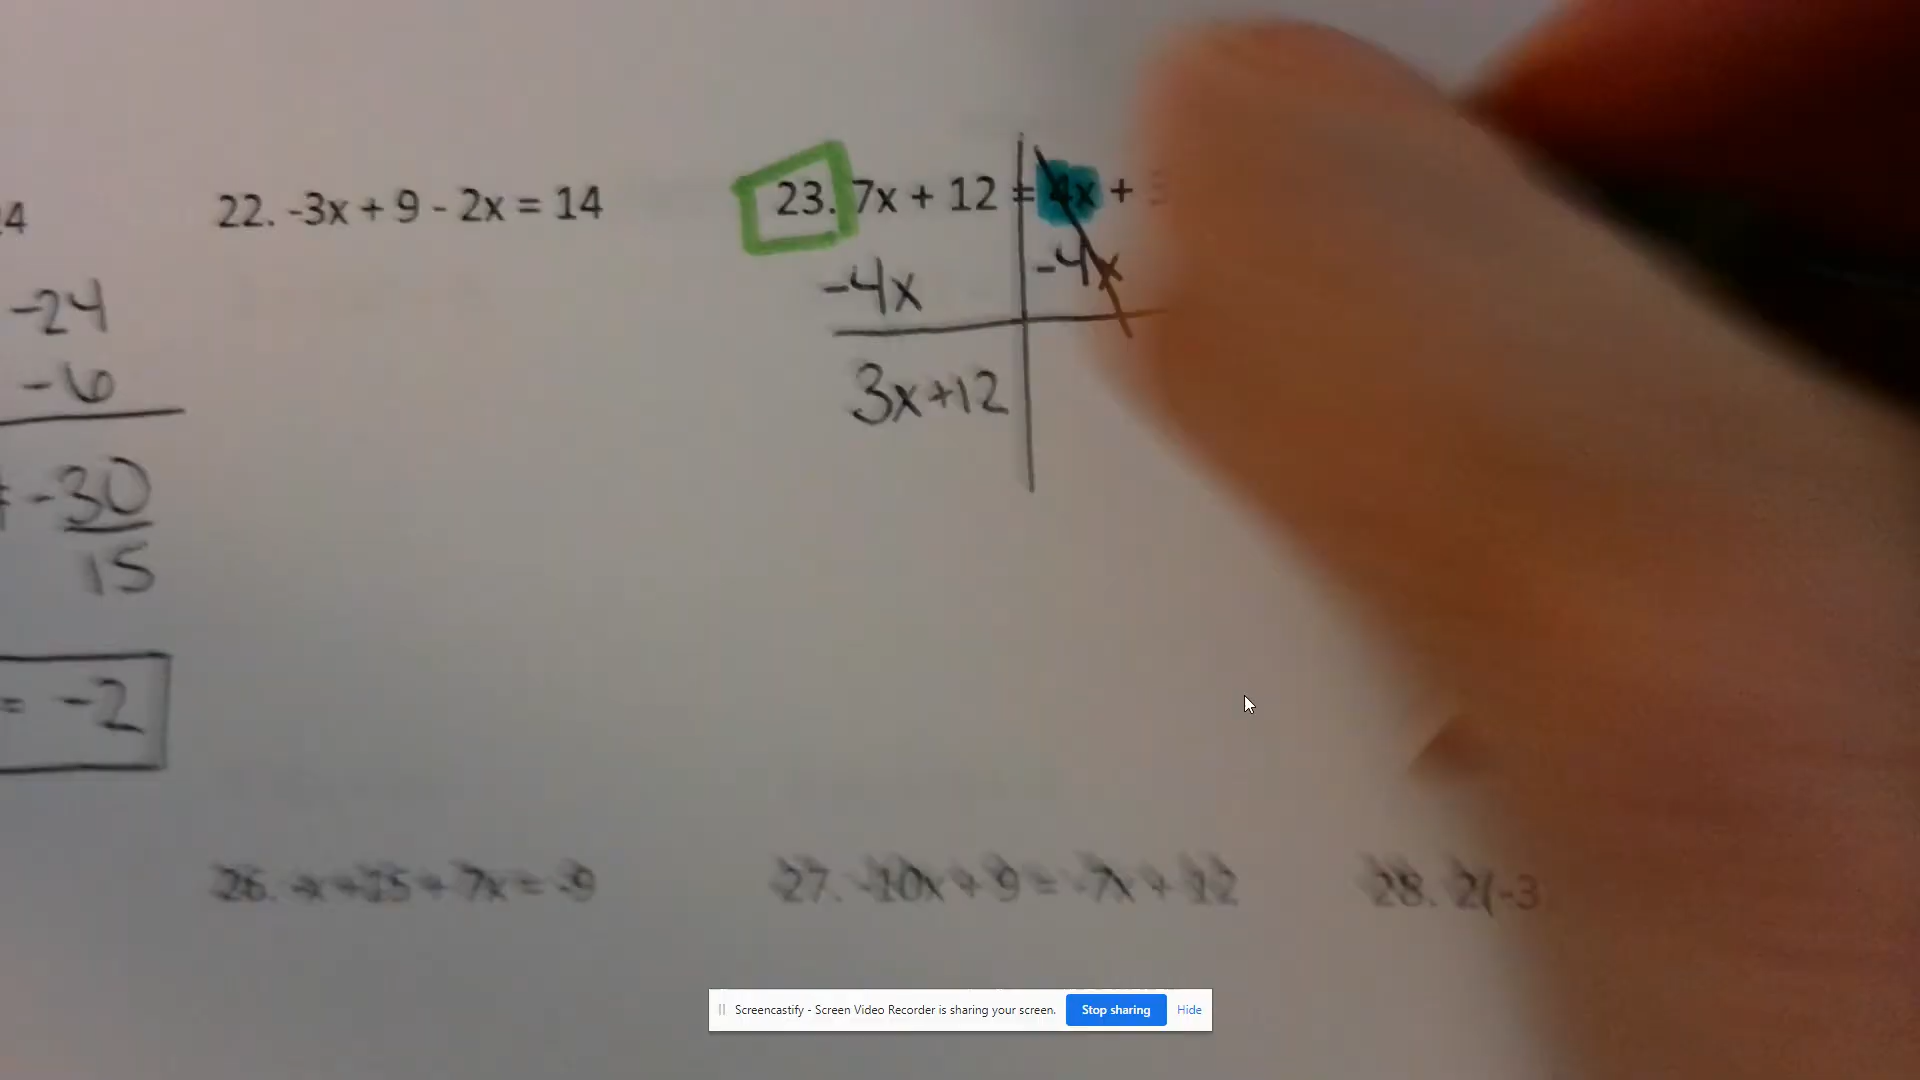 24
22. -3x + 9 - 2x = 14
23. 7x + 12 = 4x +
-24
-4x
-4x
-6
3x+12
= -30
15
= -2
26. -x + 15 + 7x = -9
27. -10x + 9 = -7x + 12
28. 2(-3
Screencastify - Screen Video Recorder is sharing your screen.
Stop sharing
Hide